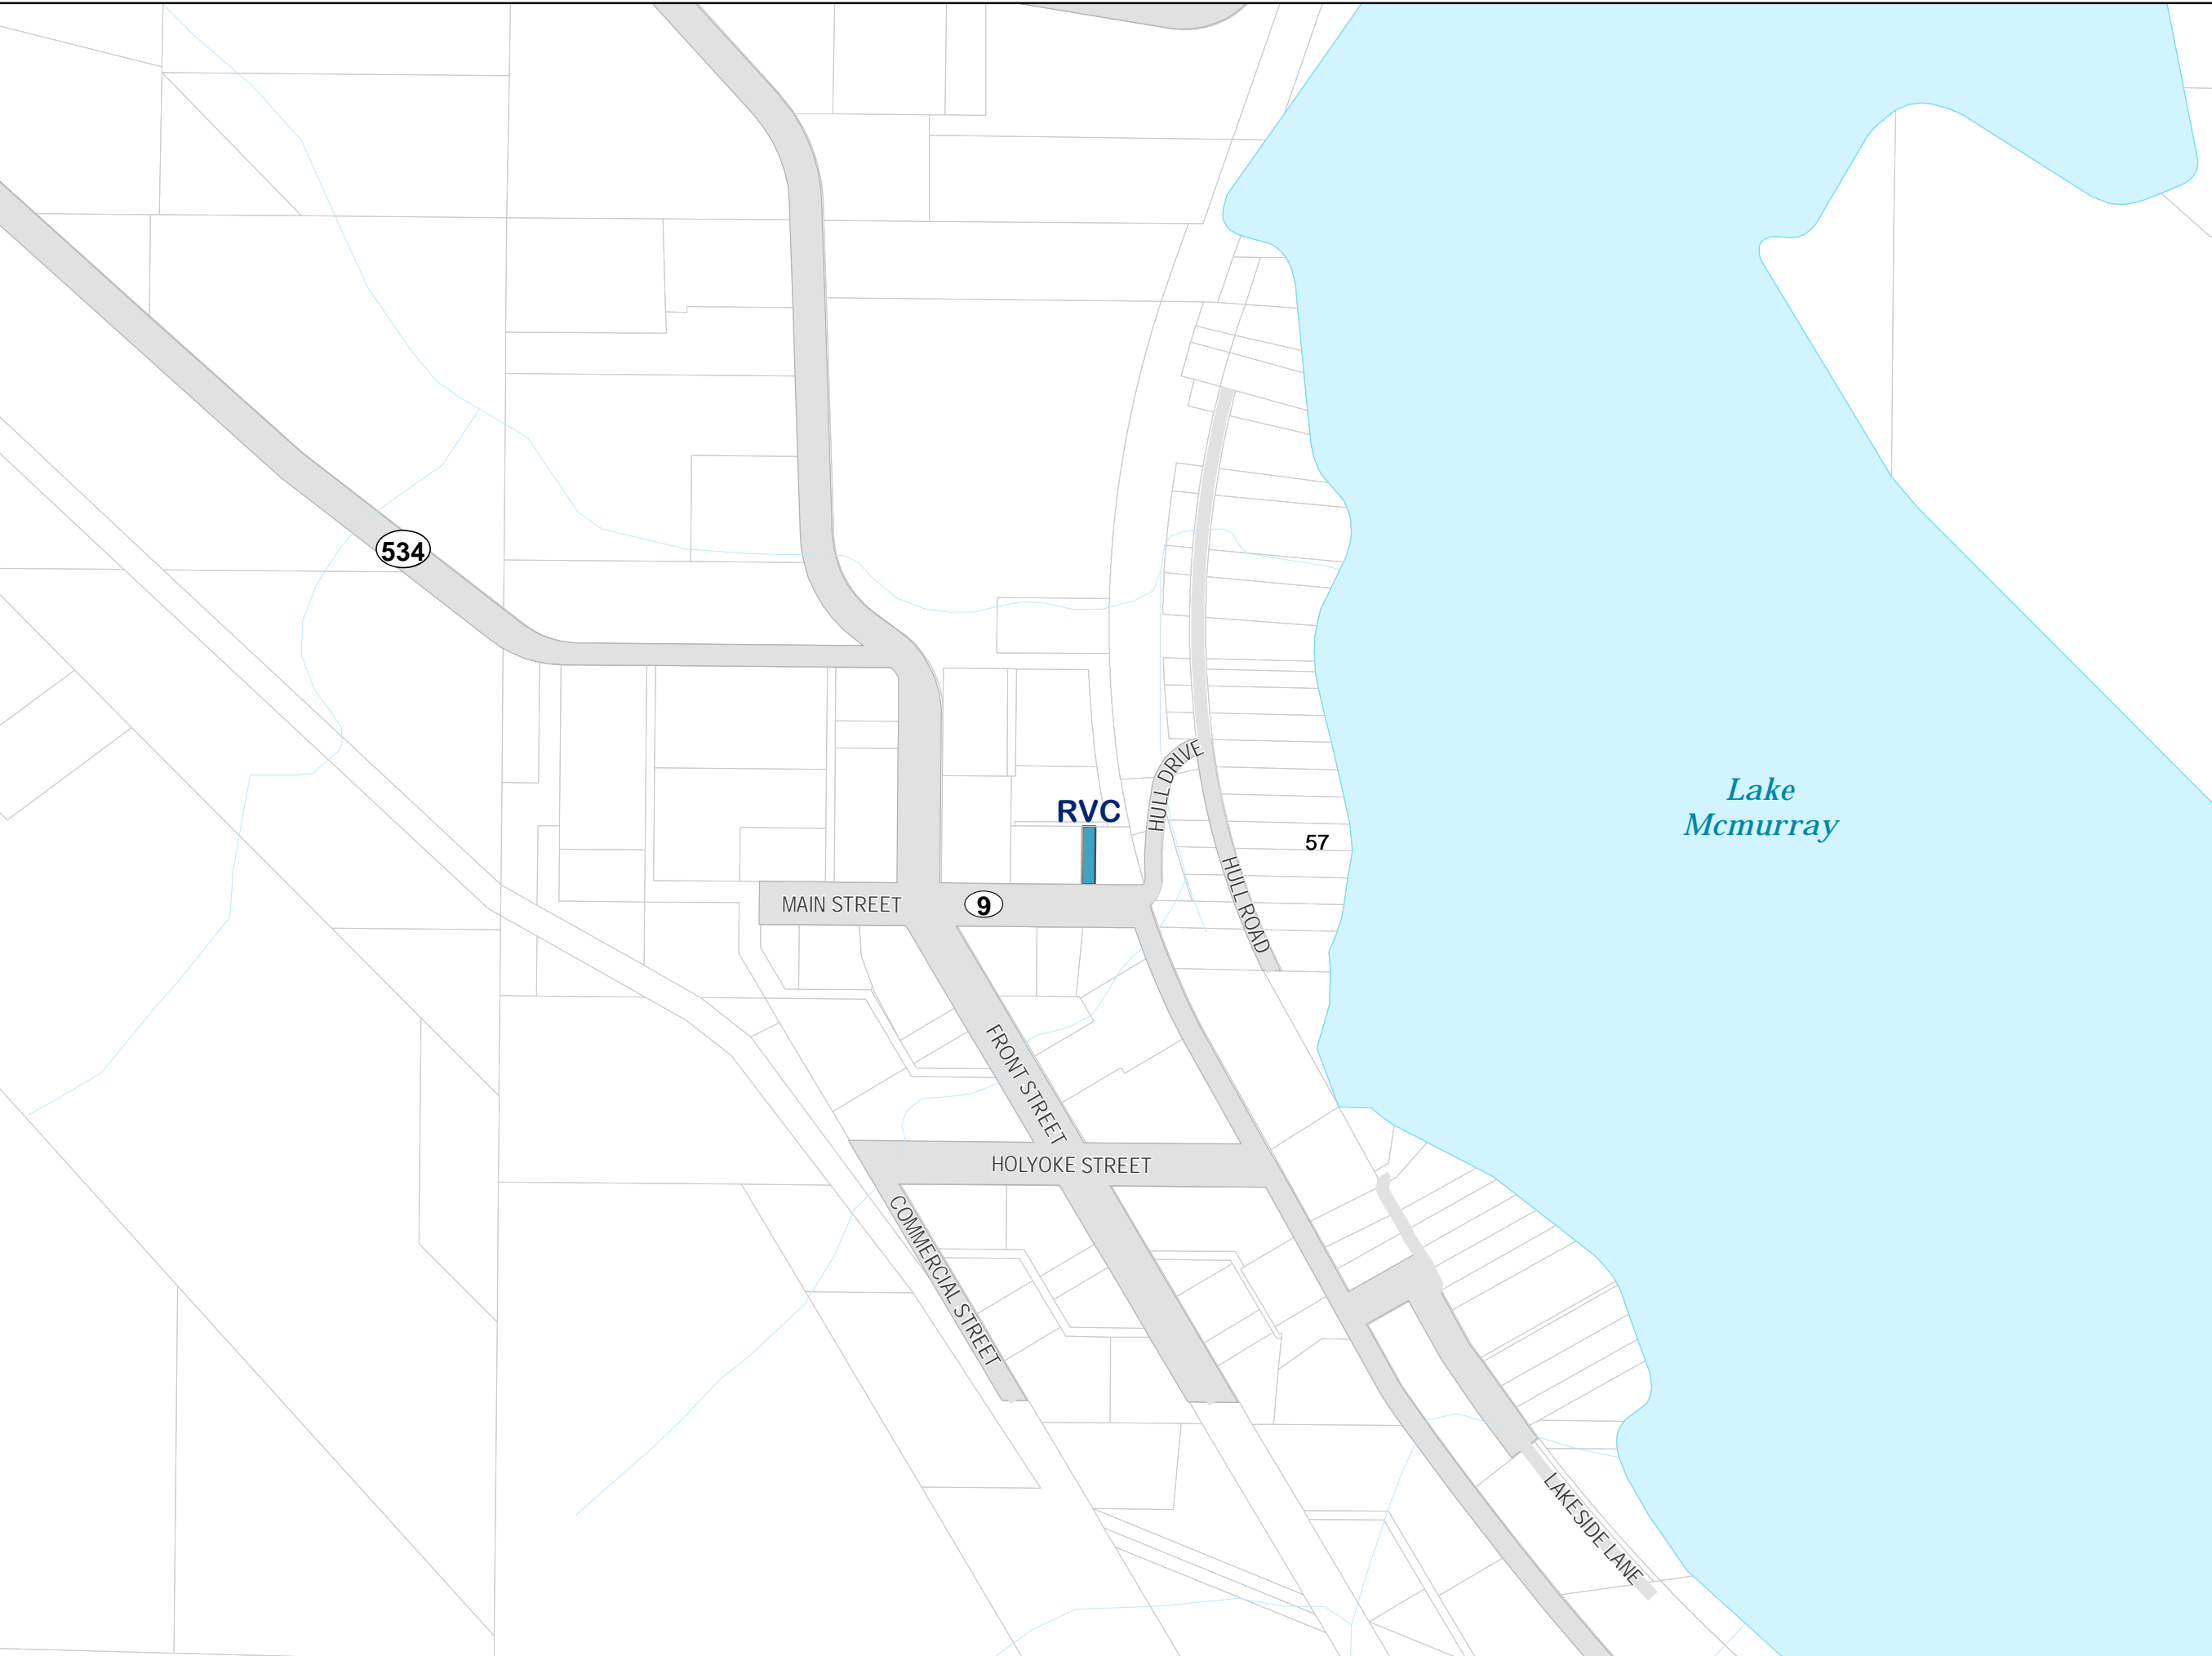 534
Lake
Mcmurray
HULL DRIVE
RVC
57
HULL ROAD
MAIN STREET
9
FRONT STREET
HOLYOKE STREET
COMMERCIAL STREET
LAKESIDE LANE